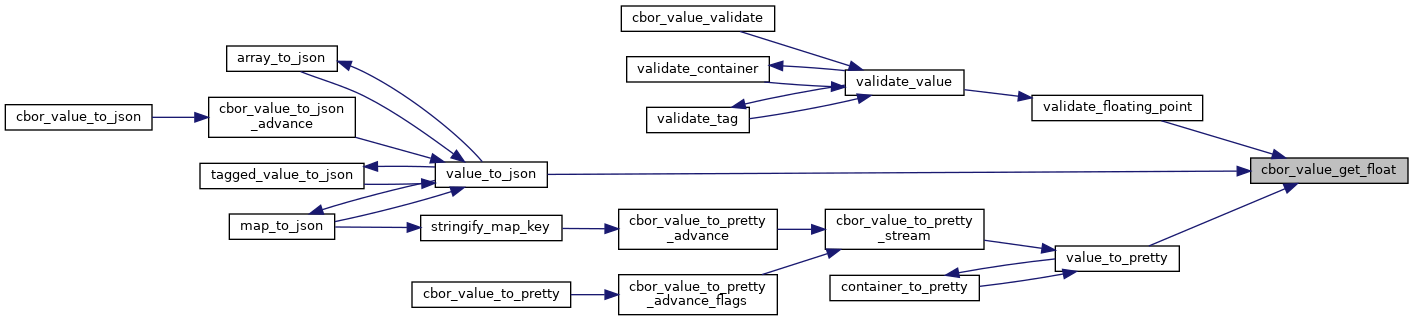 cbor_value_validate
array_to_json
validate_container
validate_value
cbor_value_to_json
_advance
validate_floating_point
cbor_value_to_json
validate_tag
cbor_value_get_float
tagged_value_to_json
value_to_json
map_to_json
stringify_map_key
cbor_value_to_pretty
_advance
cbor_value_to_pretty
_stream
value_to_pretty
container_to_pretty
cbor_value_to_pretty
cbor_value_to_pretty
_advance_flags